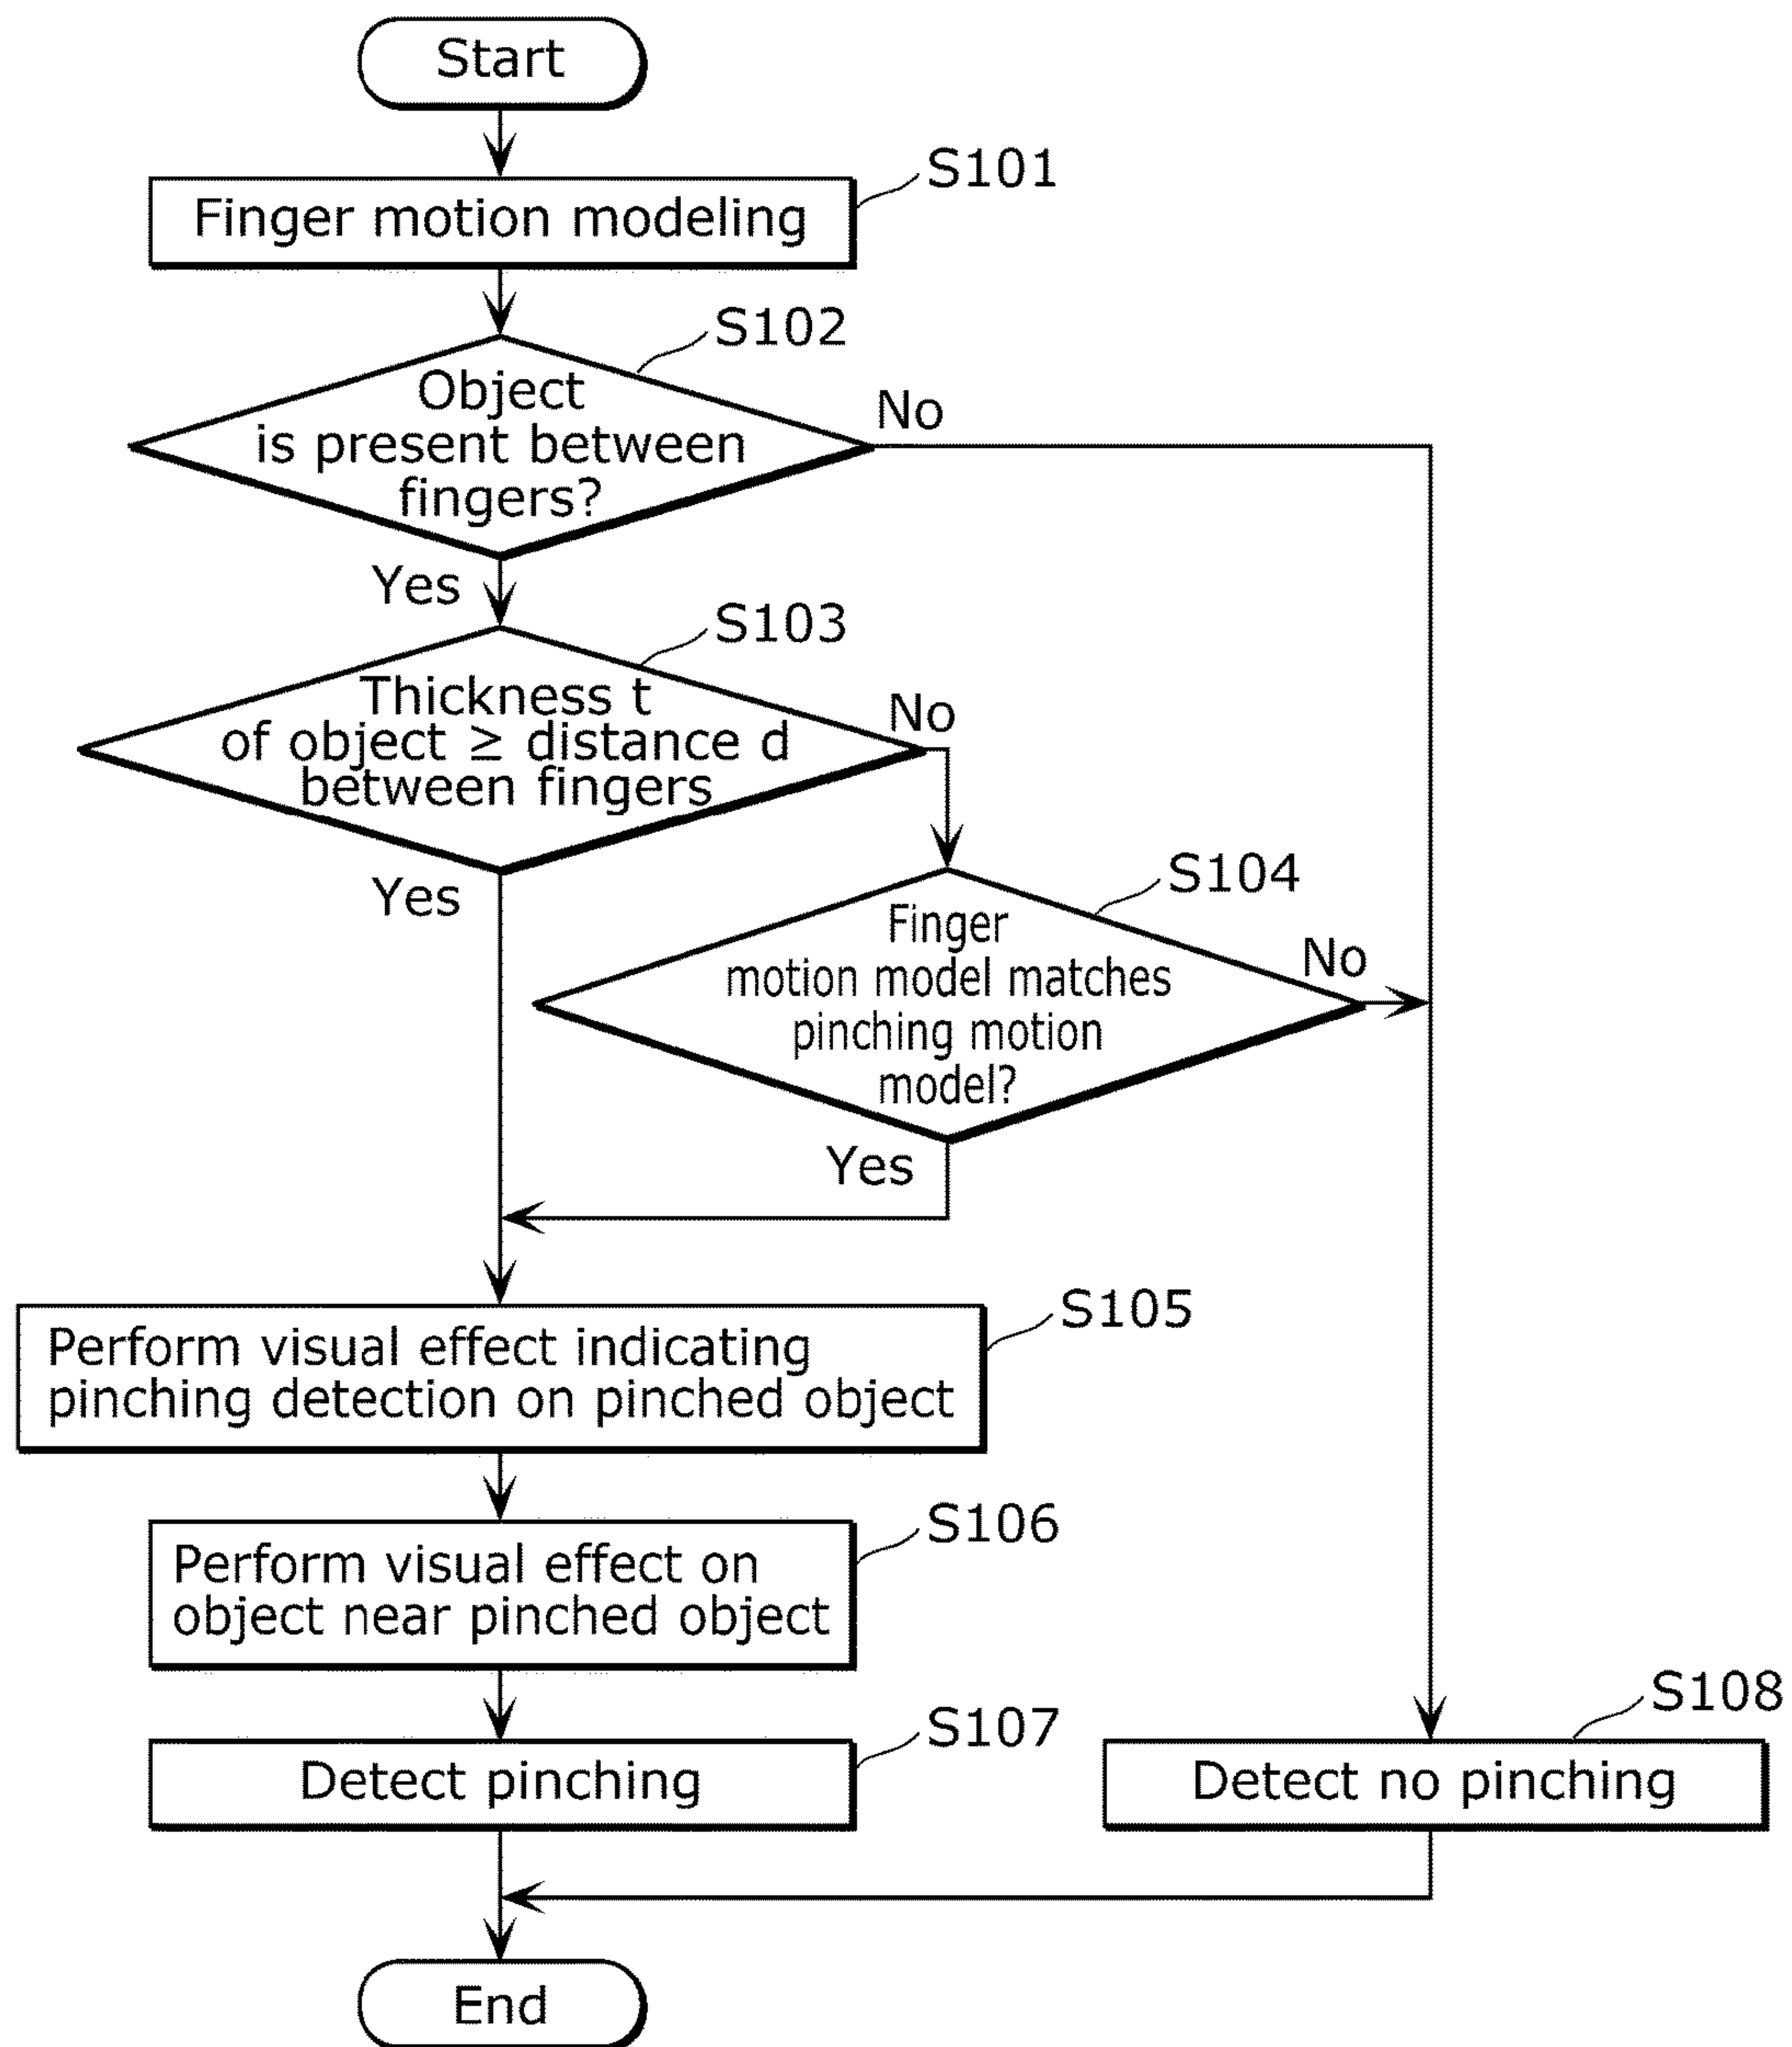 Start
S101
Finger motion modeling
S102
Object
is present between
fingers?
No
Yes
S103
Thickness t
of object ≥ distance d
between fingers
No
Yes
S104
Finger
motion model matches
pinching motion
model?
No
Yes
S105
Perform visual effect indicating
pinching detection on pinched object
S106
Perform visual effect on
object near pinched object
S107
Detect pinching
S108
Detect no pinching
End